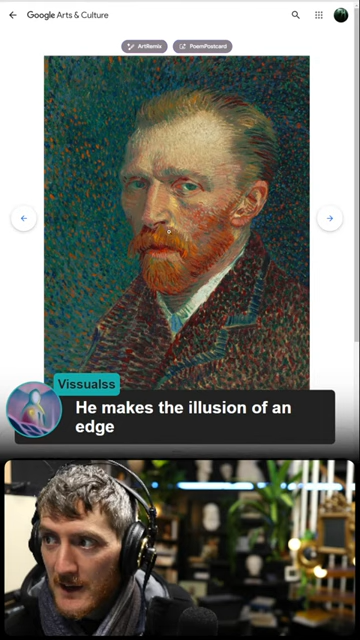 Google Arts & Culture
ArtRemix
PoemPostcard
Vissualss
He makes the illusion of an
edge